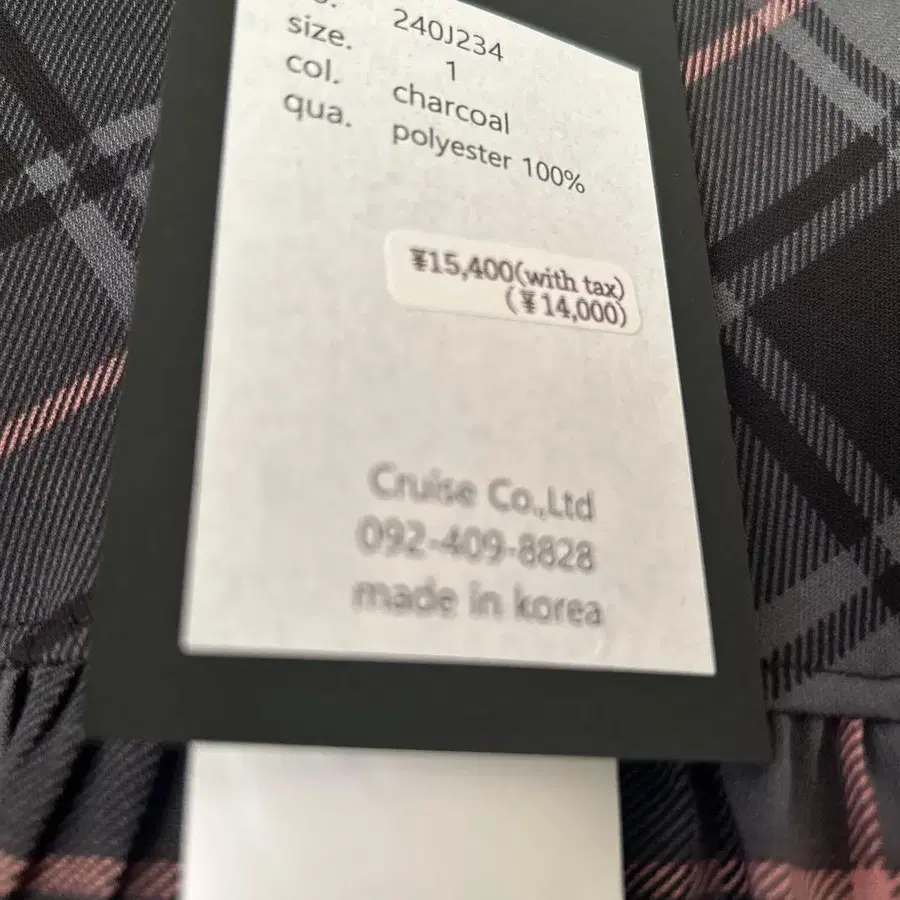 240J234
size. 1
col. charcoal
qua. polyester 100%
¥15,400(with tax)
(¥14,000)
Cruise Co.,Ltd
092-409-8828
made in korea